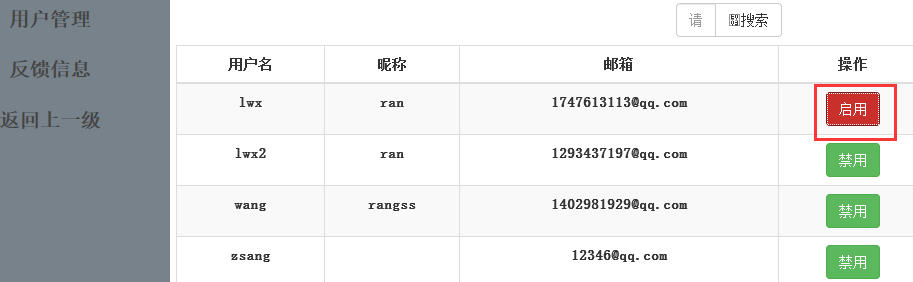 用户管理
反馈信息
返回上一级
请 搜索
用户名 昵称 邮箱 操作
lwx ran 1747613113@qq.com 启用
lwx2 ran 1293437197@qq.com 禁用
wang rangss 1402981929@qq.com 禁用
zsang 12346@qq.com 禁用